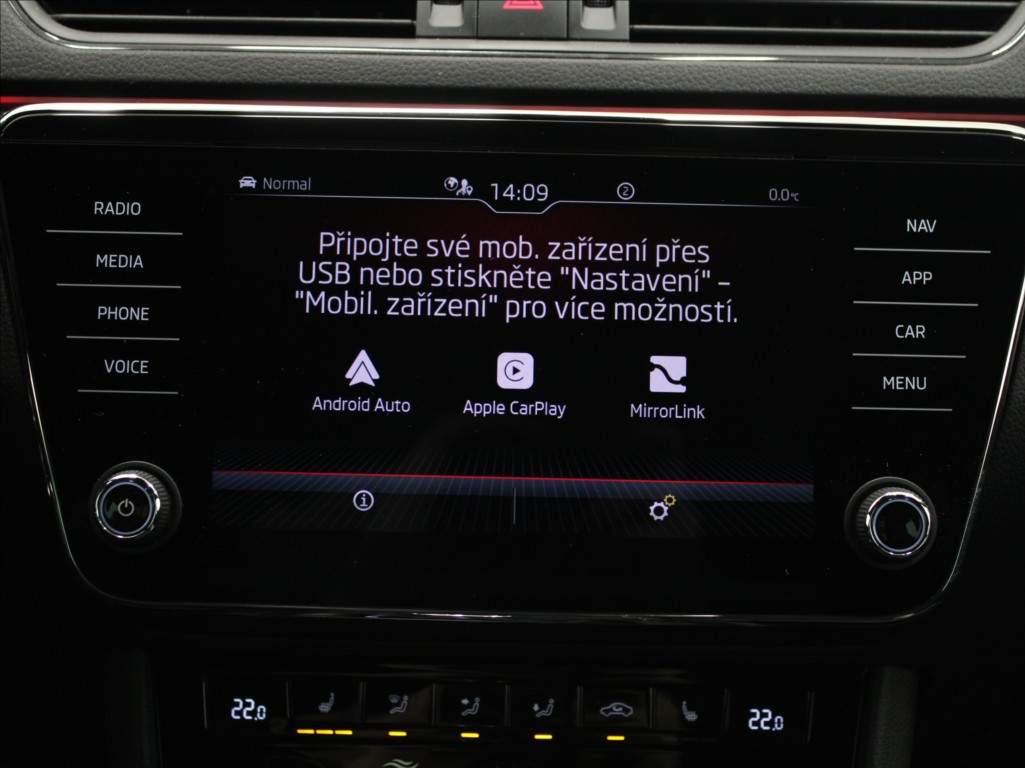 Normal 14:09 2 0.0°C
RADIO
MEDIA
PHONE
VOICE
Připojte své mob. zařízení přes
USB nebo stiskněte "Nastavení" –
"Mobil. zařízení" pro více možností.
Android Auto Apple CarPlay MirrorLink
NAV
APP
CAR
MENU
22.0 22.0